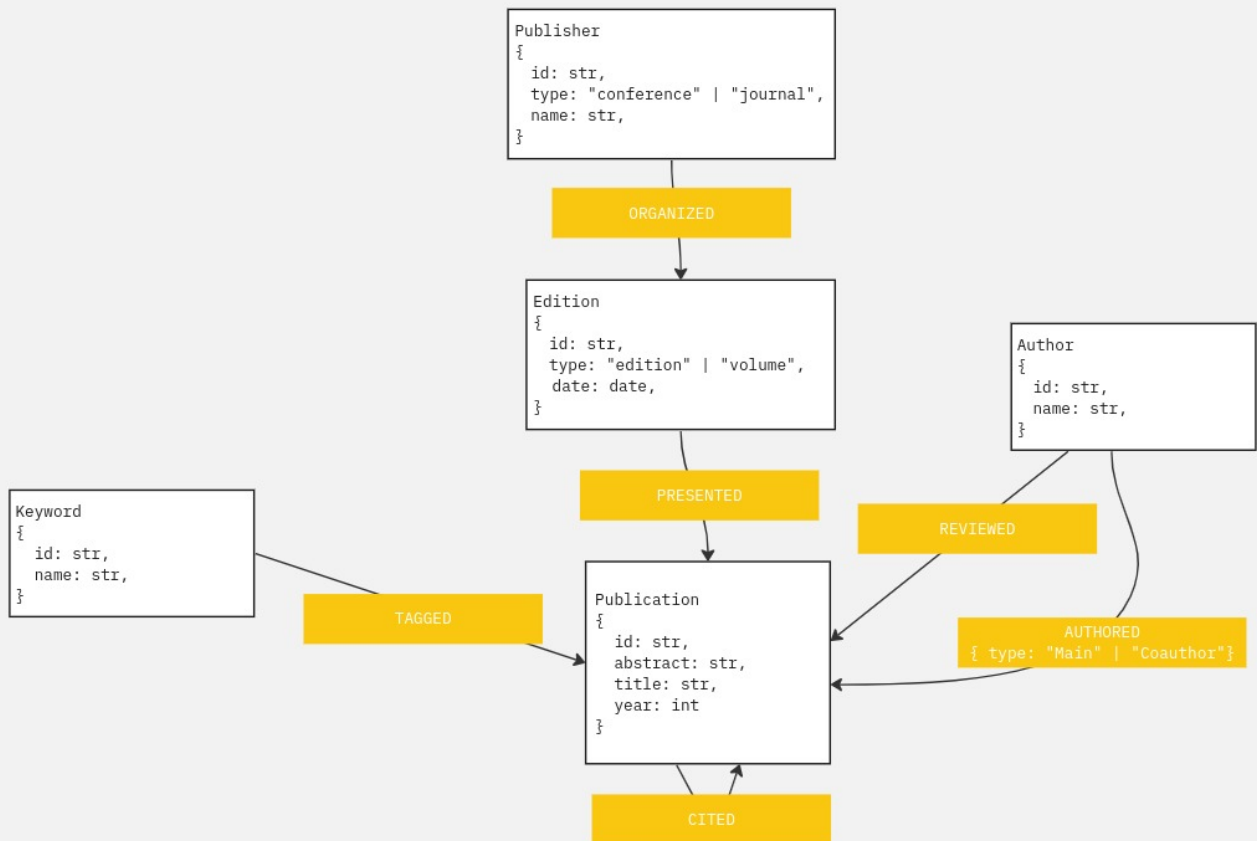 Publisher
{
id: str,
type: "conference" | "journal",
name: str,
}
ORGANIZED
Edition
{
id: str,
type: "edition" | "volume",
date: date,
}
Author
{
id: str,
name: str,
}
PRESENTED
REVIEWED
Keyword
{
id: str,
name: str,
}
TAGGED
AUTHORED
{ type: "Main" | "Coauthor"}
Publication
{
id: str,
abstract: str,
title: str,
year: int
}
CITED